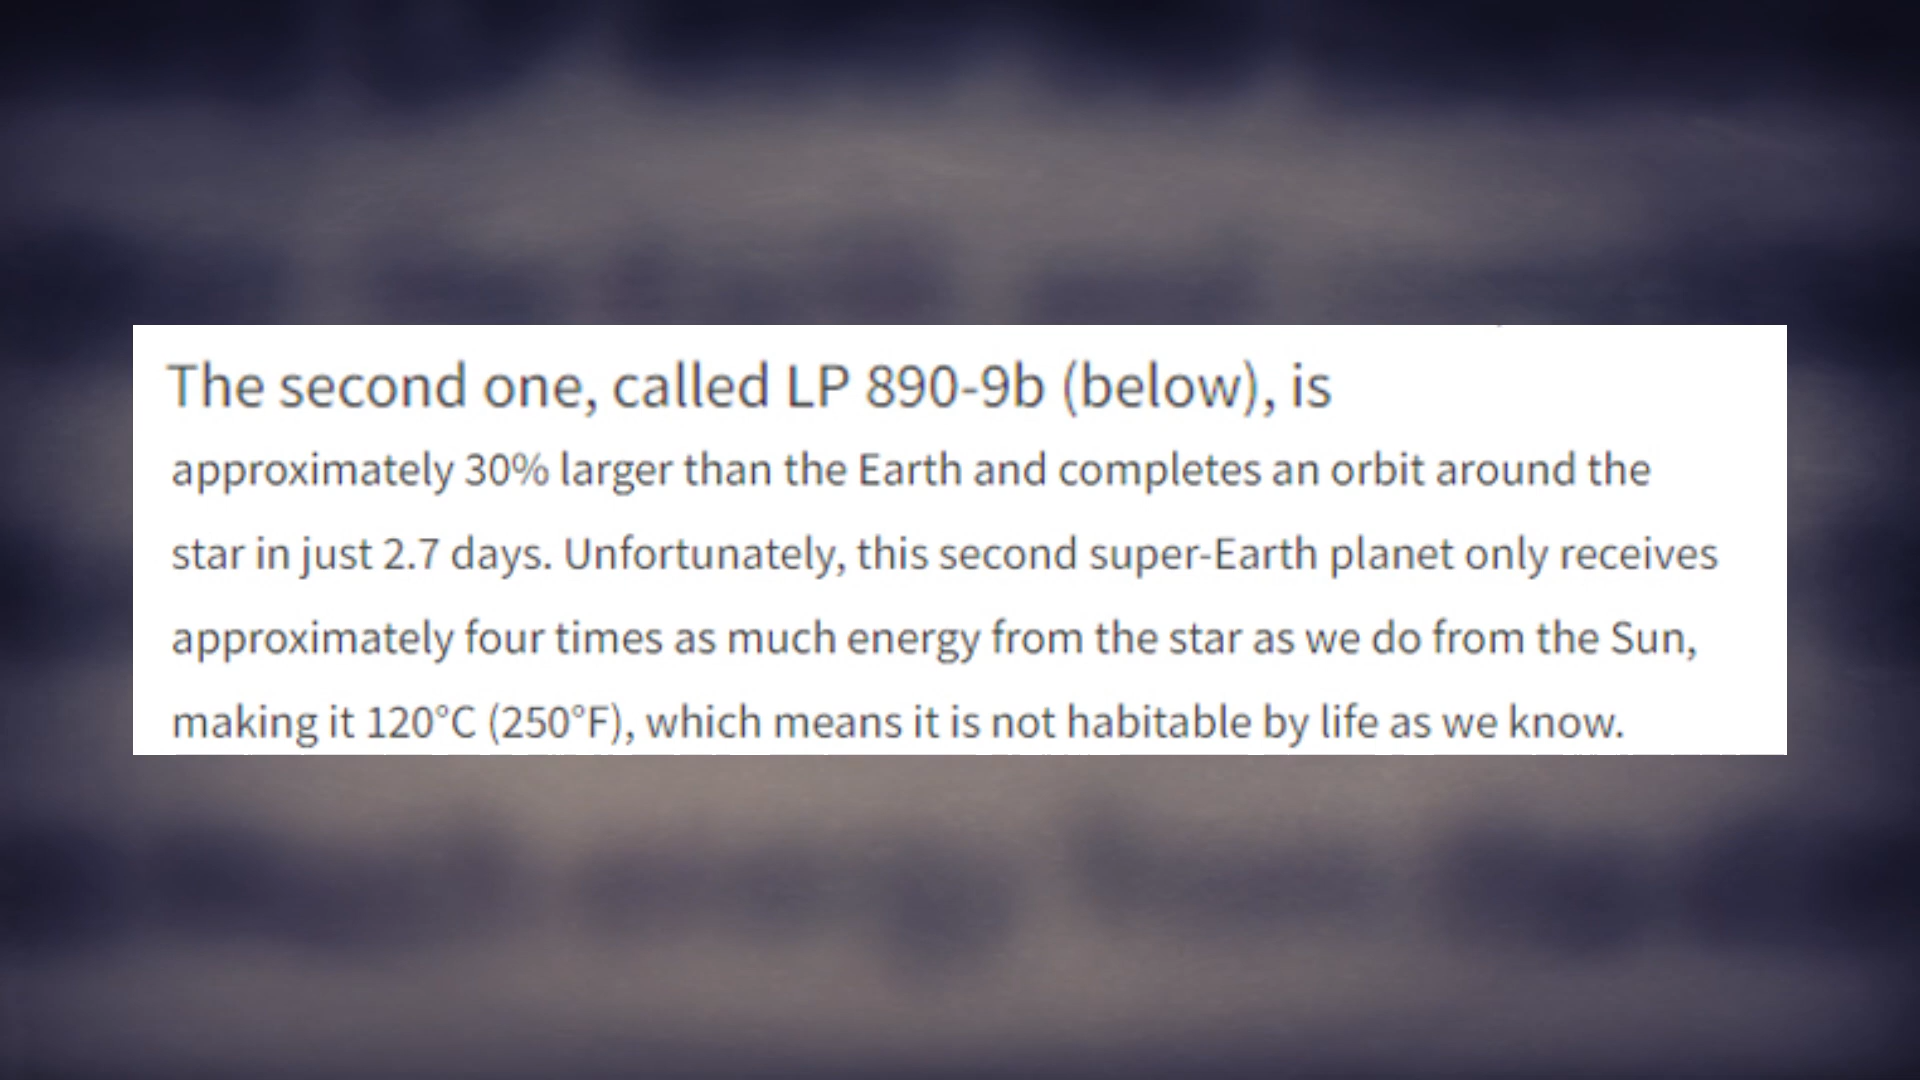 The second one, called LP 890-9b (below), is
approximately 30% larger than the Earth and completes an orbit around the
star in just 2.7 days. Unfortunately, this second super-Earth planet only receives
approximately four times as much energy from the star as we do from the Sun,
making it 120°C (250°F), which means it is not habitable by life as we know.